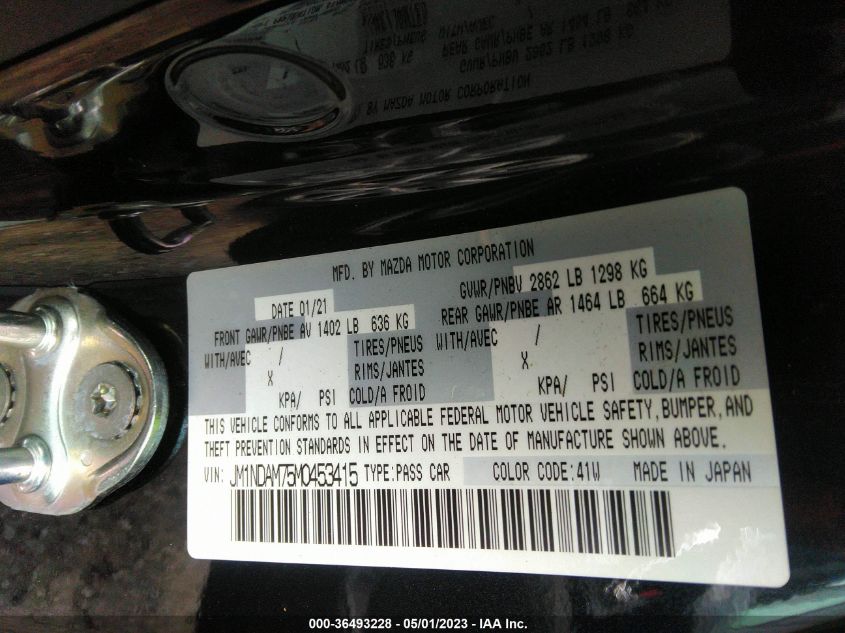 MFD. BY MAZDA MOTOR CORPORATION
DATE 01/21 GVWR/PNBV 2862 LB 1298 KG
FRONT GAWR/PNBE AV 1402 LB 636 KG REAR GAWR/PNBE AR 1464 LB 664 KG
WITH/AVEC / TIRES/PNEUS WITH/AVEC / TIRES/PNEUS
X RIMS/JANTES X RIMS/JANTES
KPA/ PSI COLD/A FROID KPA/ PSI COLD/A FROID
THIS VEHICLE CONFORMS TO ALL APPLICABLE FEDERAL MOTOR VEHICLE SAFETY, BUMPER, AND
THEFT PREVENTION STANDARDS IN EFFECT ON THE DATE OF MANUFACTURE SHOWN ABOVE.
VIN: JM1NDAM75M0453415 TYPE: PASS CAR COLOR CODE: 41W MADE IN JAPAN
000-36493228 - 05/01/2023 - IAA Inc.